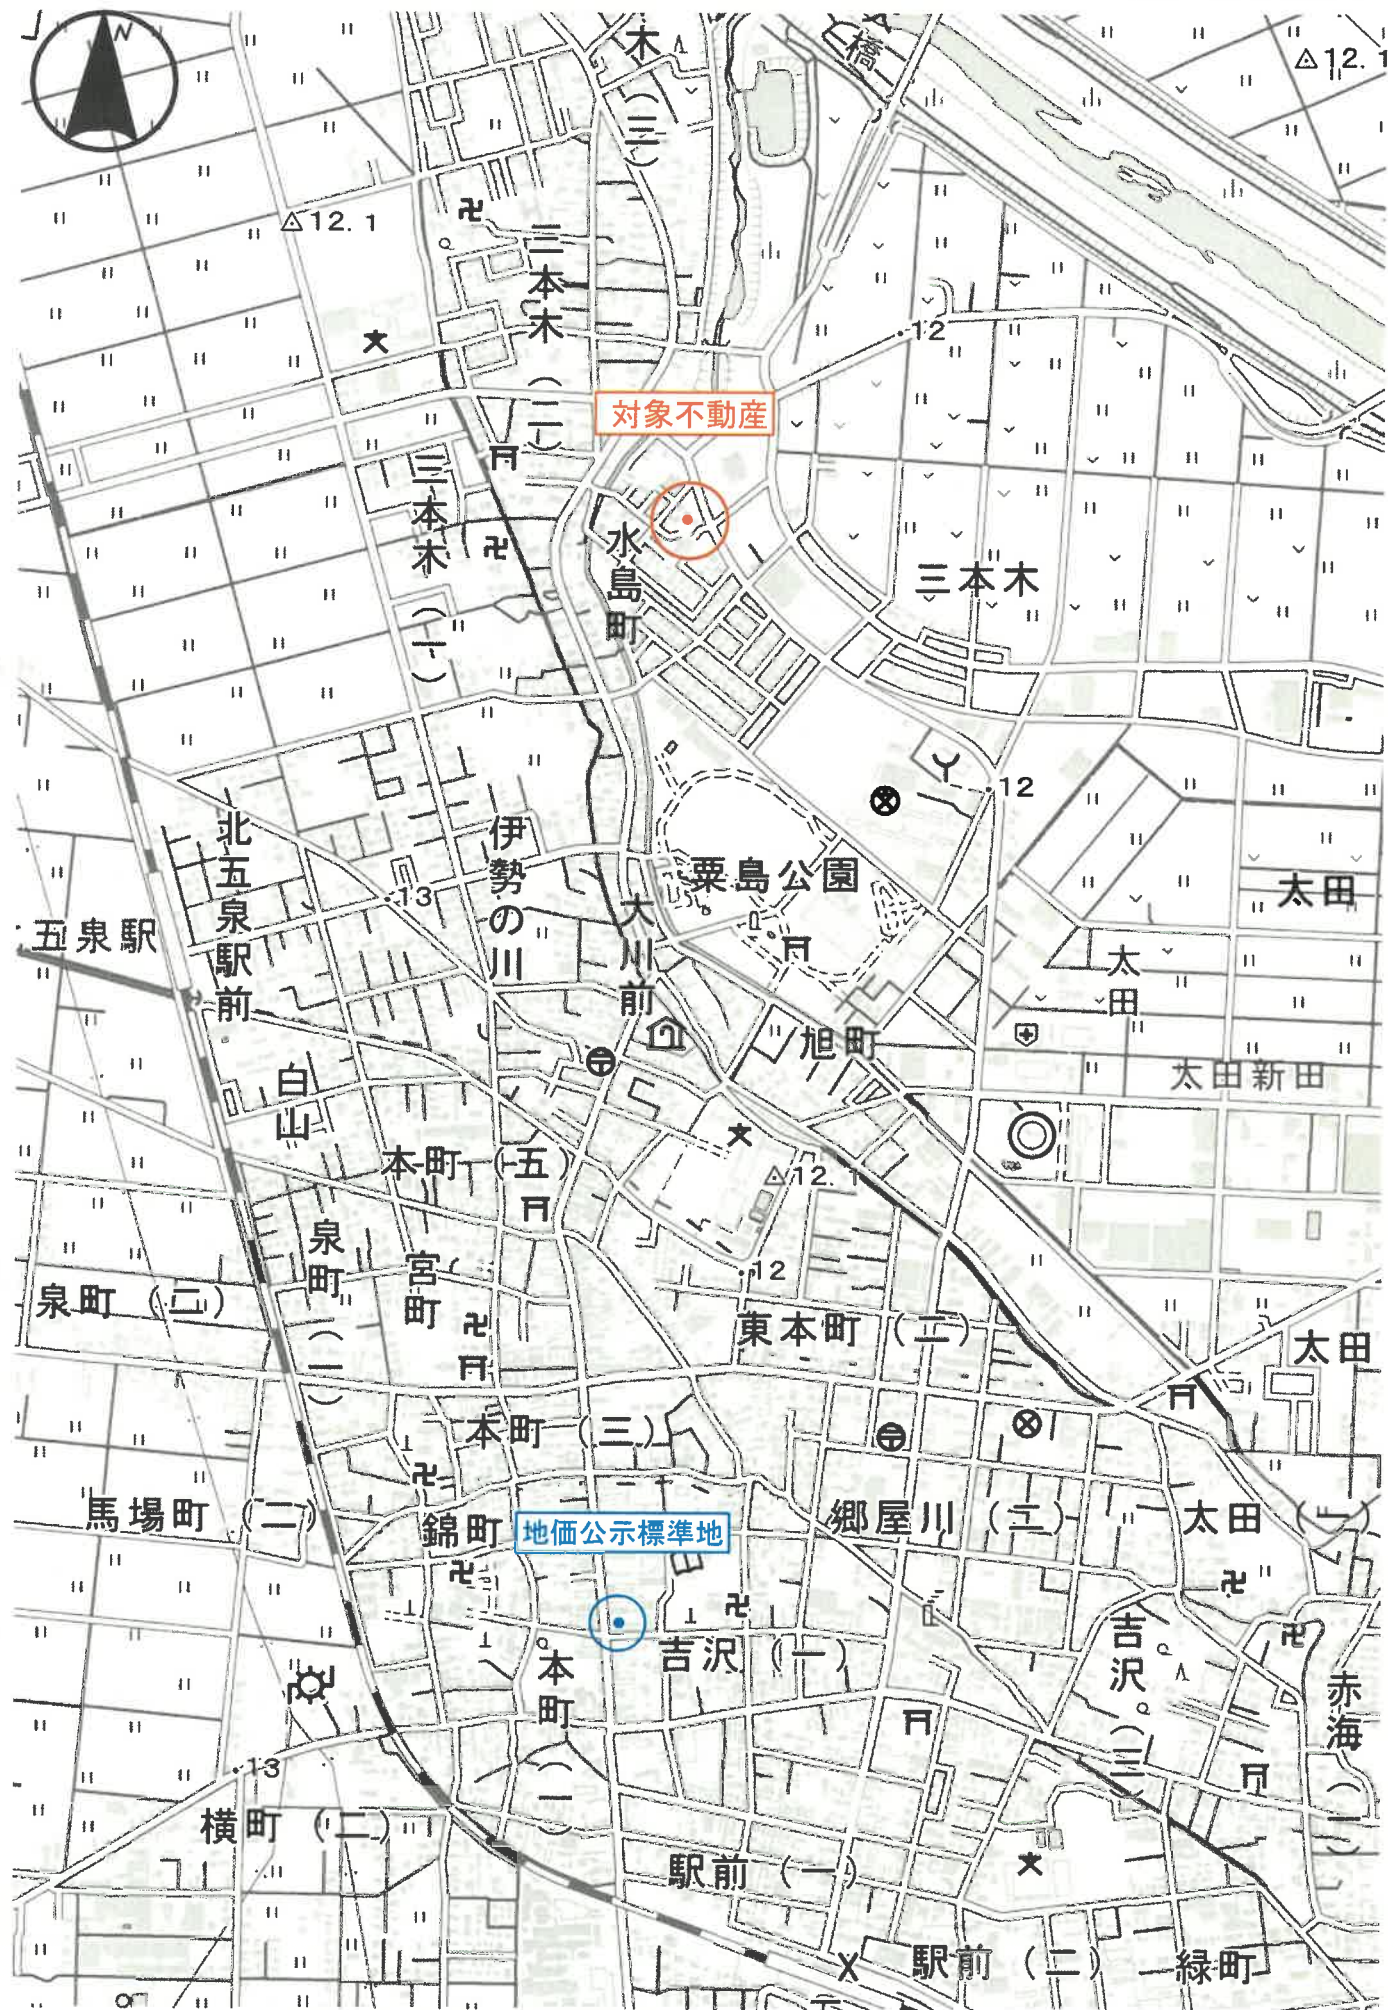 N
木（三）
橋
12.1
12.1
三本木（二）
12
対象不動産
三本木（一）
水島町
三本木
12
北五泉駅前
伊勢の川
粟島公園
13
太田
五泉駅
大川前
太田
旭町
太田新田
白山
本町（五）
12.1
泉町（一）
宮町
12
泉町（二）
東本町（二）
太田
本町（三）
馬場町（二）
錦町
地価公示標準地
郷屋川（二）
太田（一）
吉沢（一）
吉沢（三）
本町（一）
赤海（一）
13
横町（二）
駅前（一）
駅前（二）
緑町